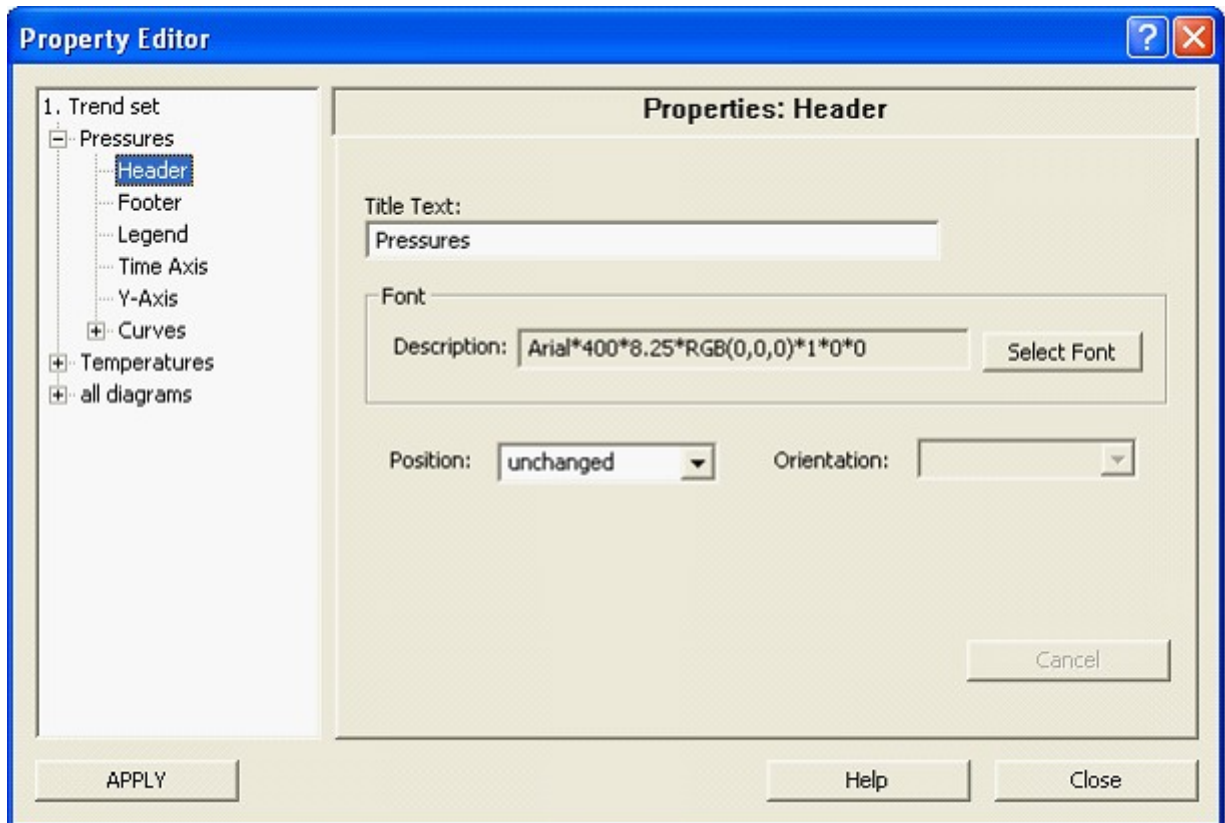 Property Editor
1. Trend set
Pressures
Header
Footer
Legend
Time Axis
Y-Axis
Curves
Temperatures
all diagrams
Properties: Header
Title Text:
Pressures
Font
Description: Arial*400*8.25*RGB(0,0,0)*1*0*0 Select Font
Position: unchanged Orientation:
Cancel
APPLY Help Close